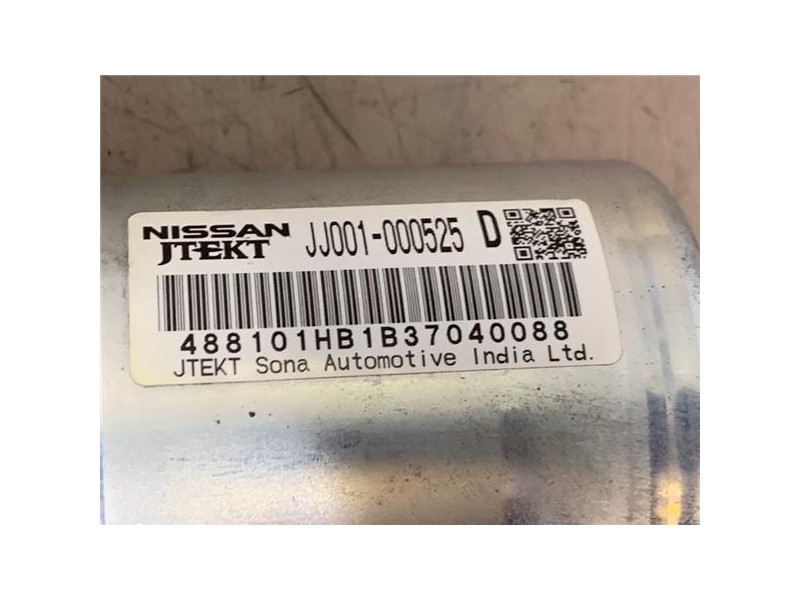 NISSAN JJ001-000525 D
JTEKT
488101HB1B37040088
JTEKT Sona Automotive India Ltd.